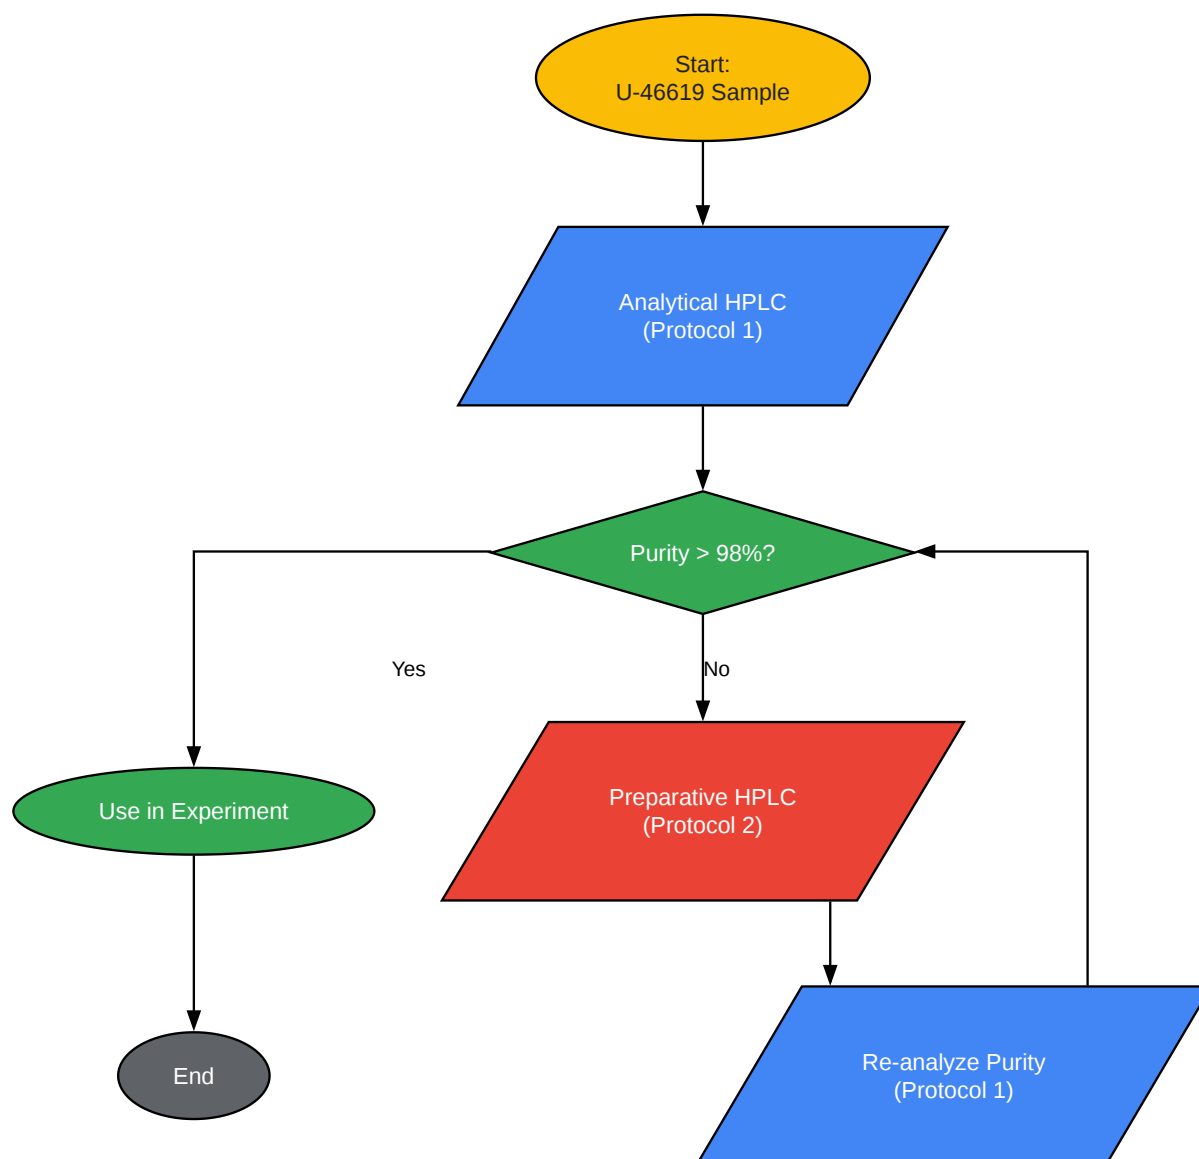 Start:
U-46619 Sample
Analytical HPLC
(Protocol 1)
Purity > 98%?
Yes
No
Preparative HPLC
(Protocol 2)
Use in Experiment
Re-analyze Purity
(Protocol 1)
End